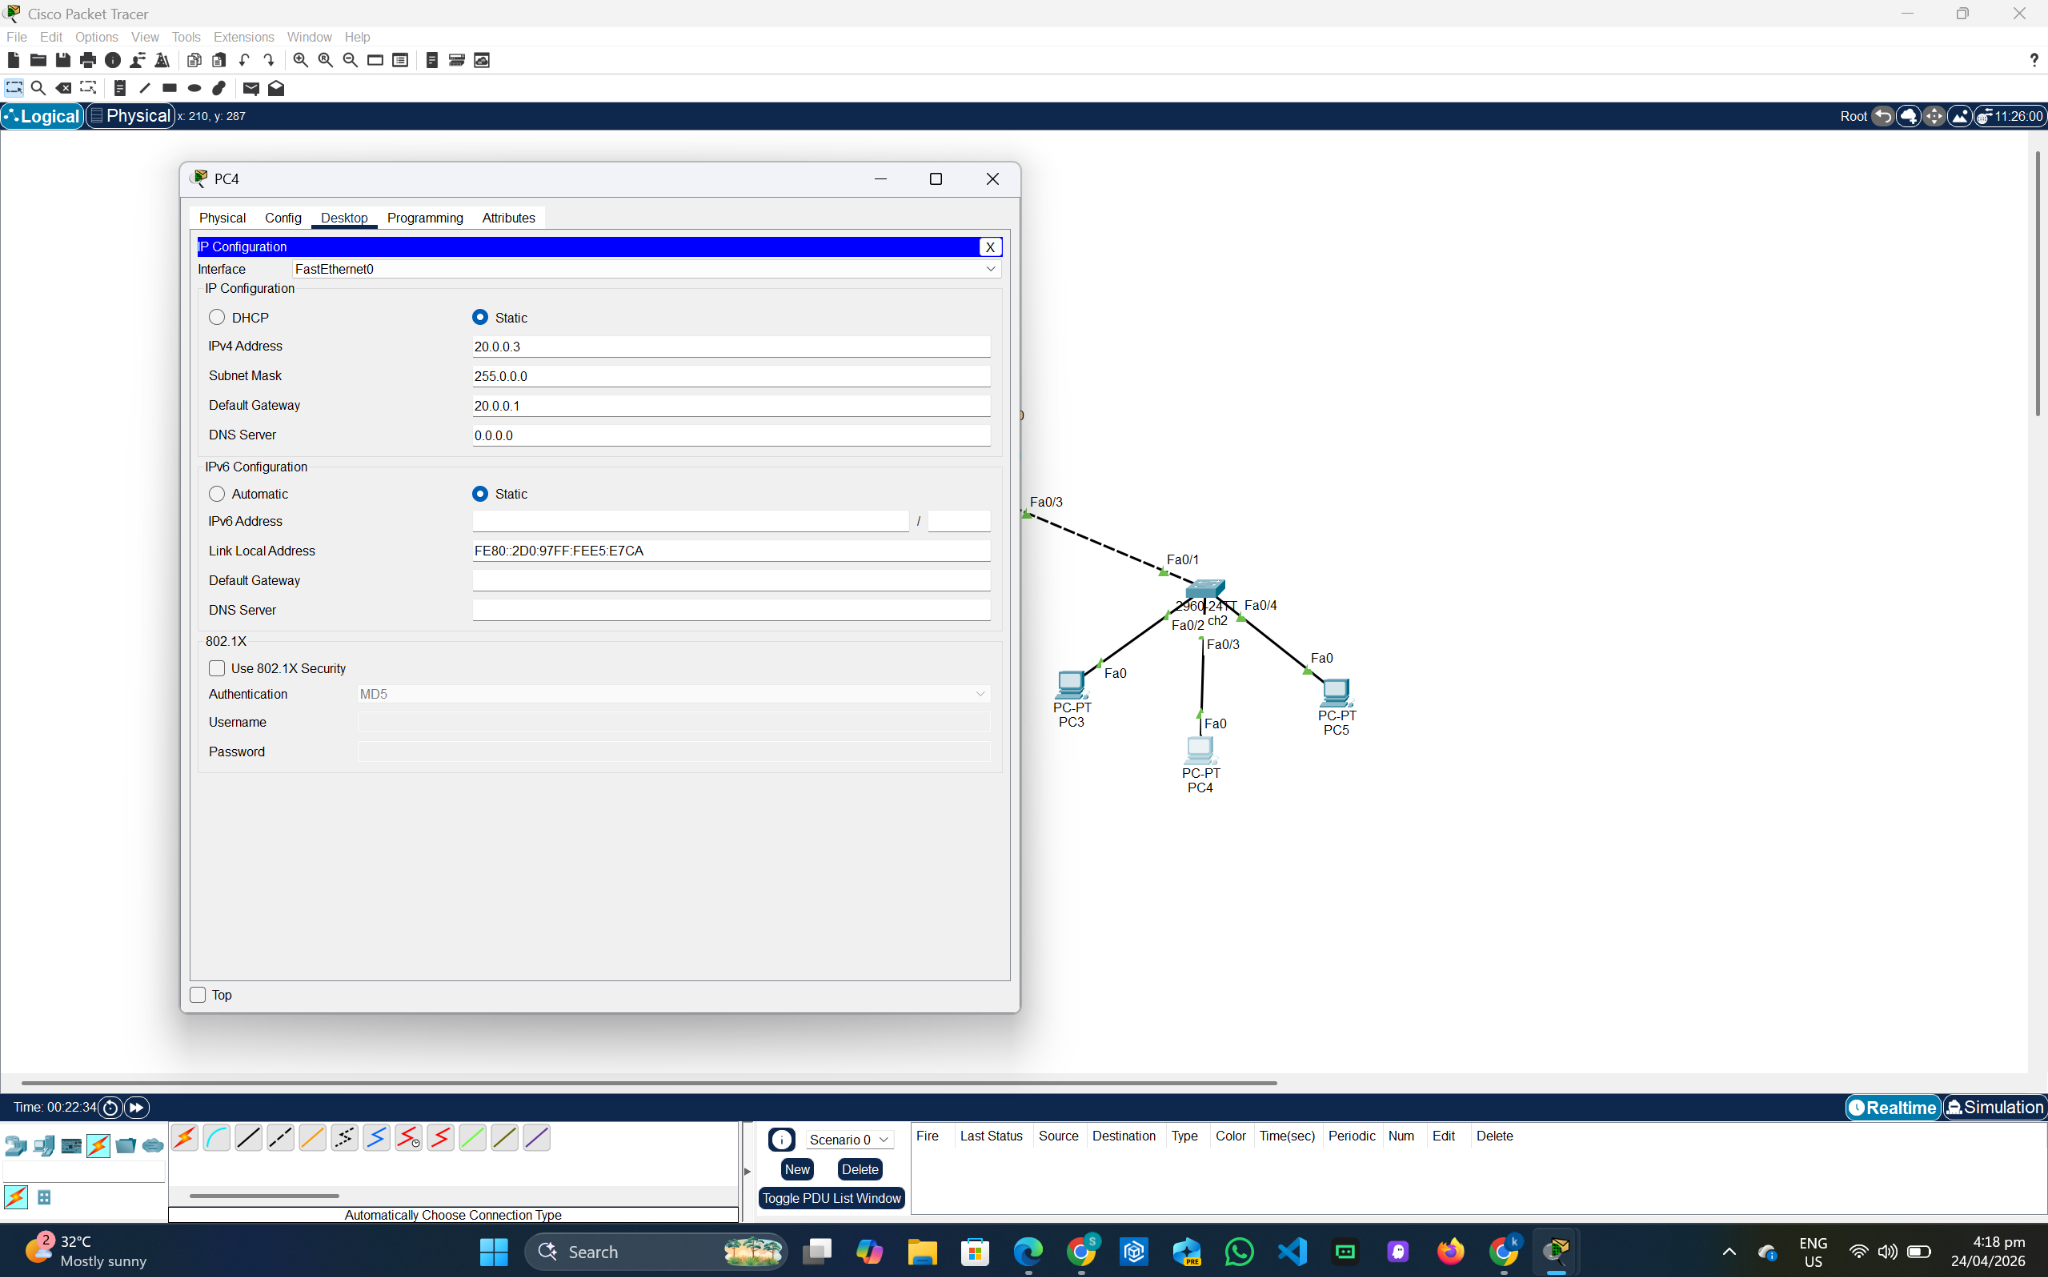 Cisco Packet Tracer
File Edit Options View Tools Extensions Window Help
?
Logical Physical x: 210, y: 287 Root 11:26:00
PC4
Physical Config Desktop Programming Attributes
IP Configuration X
Interface FastEthernet0
IP Configuration
DHCP Static
IPv4 Address 20.0.0.3
Subnet Mask 255.0.0.0
Default Gateway 20.0.0.1
DNS Server 0.0.0.0
IPv6 Configuration
Automatic Static
IPv6 Address /
Link Local Address FE80::2D0:97FF:FEE5:E7CA
Default Gateway
DNS Server
802.1X
Use 802.1X Security
Authentication MD5
Username
Password
Top
Fa0/3
Fa0/1
2960-24TT Fa0/4
ch2
Fa0/2
Fa0/3
Fa0
Fa0
PC-PT
PC3
PC-PT
PC5
Fa0
PC-PT
PC4
Time: 00:22:34 Realtime Simulation
Scenario 0
New Delete
Toggle PDU List Window
Fire Last Status Source Destination Type Color Time(sec) Periodic Num Edit Delete
Automatically Choose Connection Type
2
32°C
Mostly sunny
Search
S
PRE
k
ENG
US
4:18 pm
24/04/2026